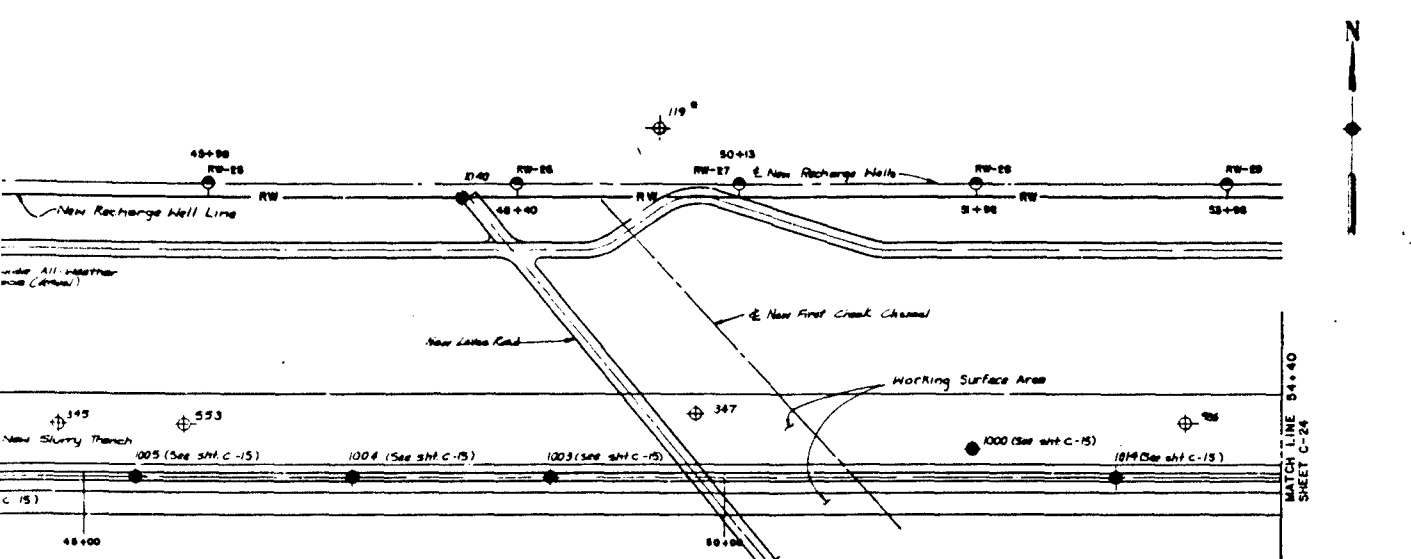 N
119
45+98
RW-25
1040
RW-26
50+13
RW-27
℄ New Recharge Wells
RW-28
RW-29
New Recharge Well Line
RW
48+40
RW
51+98
RW
53+98
All-Weather
℄ New First Creek Channel
New Levee Road
Working Surface Area
345
553
347
986
New Slurry Trench
1005 (See sht. C-15)
1004 (See sht. C-15)
1003 (See sht. C-15)
1000 (See sht C-15)
1014 (See sht C-15)
MATCH LINE 54+40
SHEET C-24
C-15)
45+00
50+00